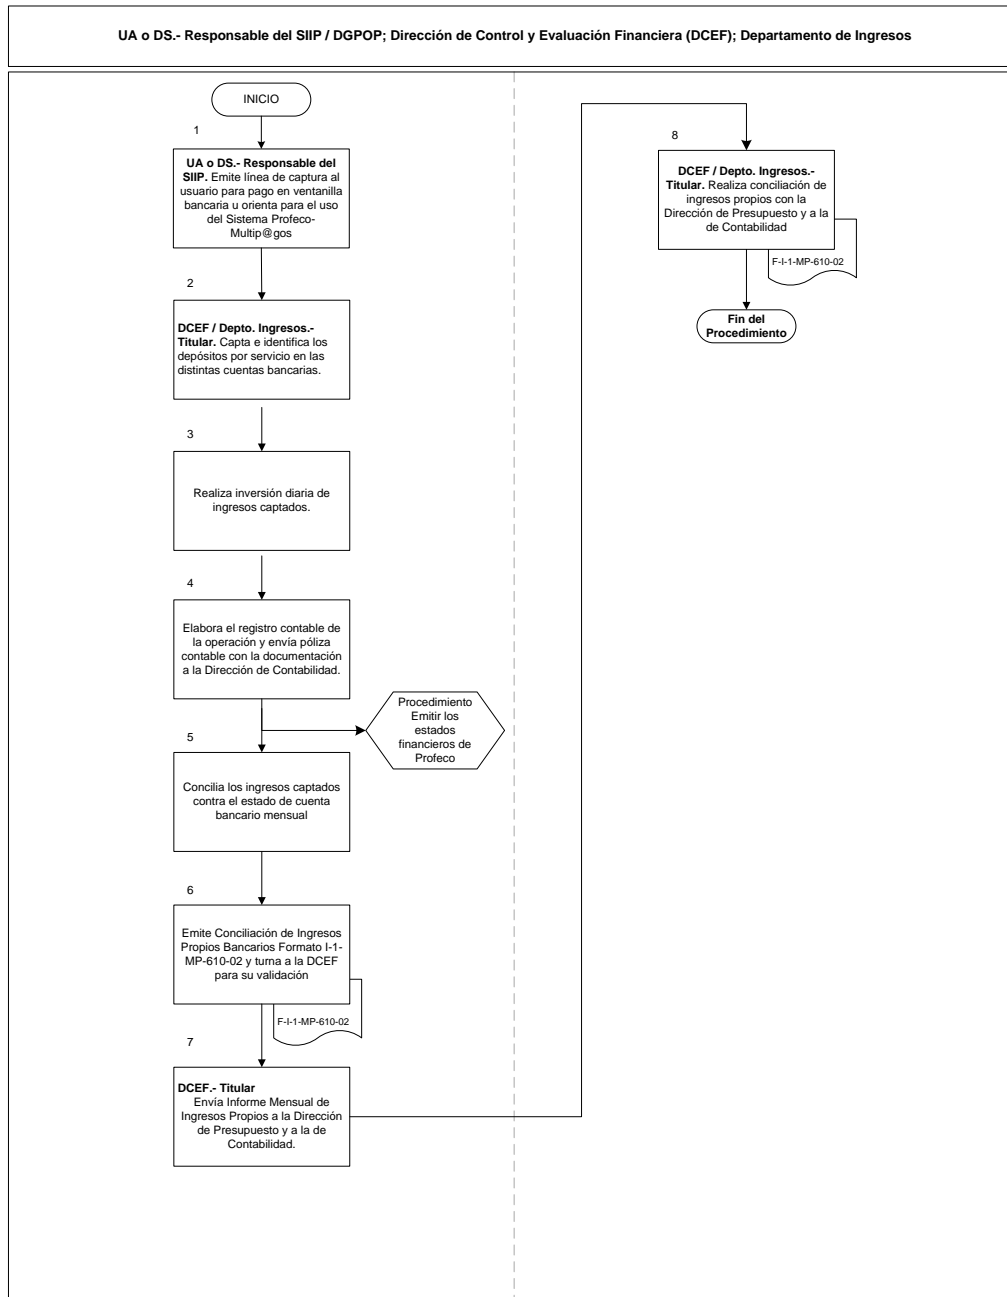 UA o DS.- Responsable del SIIP / DGPOP; Dirección de Control y Evaluación Financiera (DCEF); Departamento de Ingresos
INICIO
1
UA o DS.- Responsable del
SIIP. Emite línea de captura al
usuario para pago en ventanilla
bancaria u orienta para el uso
del Sistema Profeco-
Multip@gos
2
DCEF / Depto. Ingresos.-
Titular. Capta e identifica los
depósitos por servicio en las
distintas cuentas bancarias.
3
Realiza inversión diaria de
ingresos captados.
4
Elabora el registro contable de
la operación y envía póliza
contable con la documentación
a la Dirección de Contabilidad.
Procedimiento
Emitir los
estados
financieros de
Profeco
5
Concilia los ingresos captados
contra el estado de cuenta
bancario mensual
6
Emite Conciliación de Ingresos
Propios Bancarios Formato I-1-
MP-610-02 y turna a la DCEF
para su validación
F-I-1-MP-610-02
7
DCEF.- Titular
Envía Informe Mensual de
Ingresos Propios a la Dirección
de Presupuesto y a la de
Contabilidad.
8
DCEF / Depto. Ingresos.-
Titular. Realiza conciliación de
ingresos propios con la
Dirección de Presupuesto y a la
de Contabilidad
F-I-1-MP-610-02
Fin del
Procedimiento